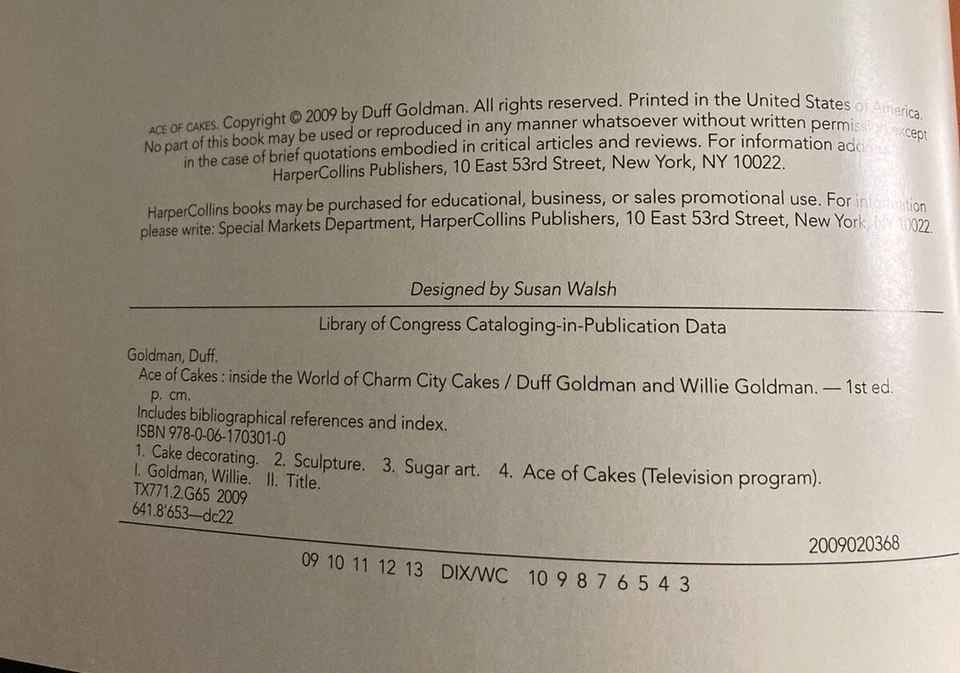 ACE OF CAKES. Copyright © 2009 by Duff Goldman. All rights reserved. Printed in the United States of America.
No part of this book may be used or reproduced in any manner whatsoever without written permission except
in the case of brief quotations embodied in critical articles and reviews. For information
HarperCollins Publishers, 10 East 53rd Street, New York, NY 10022.
HarperCollins books may be purchased for educational, business, or sales promotional use. For information
please write: Special Markets Department, HarperCollins Publishers, 10 East 53rd Street, New York, NY 10022.
Designed by Susan Walsh
Library of Congress Cataloging-in-Publication Data
Goldman, Duff.
Ace of Cakes : inside the World of Charm City Cakes / Duff Goldman and Willie Goldman. — 1st ed.
p. cm.
Includes bibliographical references and index.
ISBN 978-0-06-170301-0
1. Cake decorating. 2. Sculpture. 3. Sugar art. 4. Ace of Cakes (Television program).
I. Goldman, Willie. II. Title.
TX771.2.G65 2009
641.8'653—dc22
2009020368
09 10 11 12 13 DIX/WC 10 9 8 7 6 5 4 3